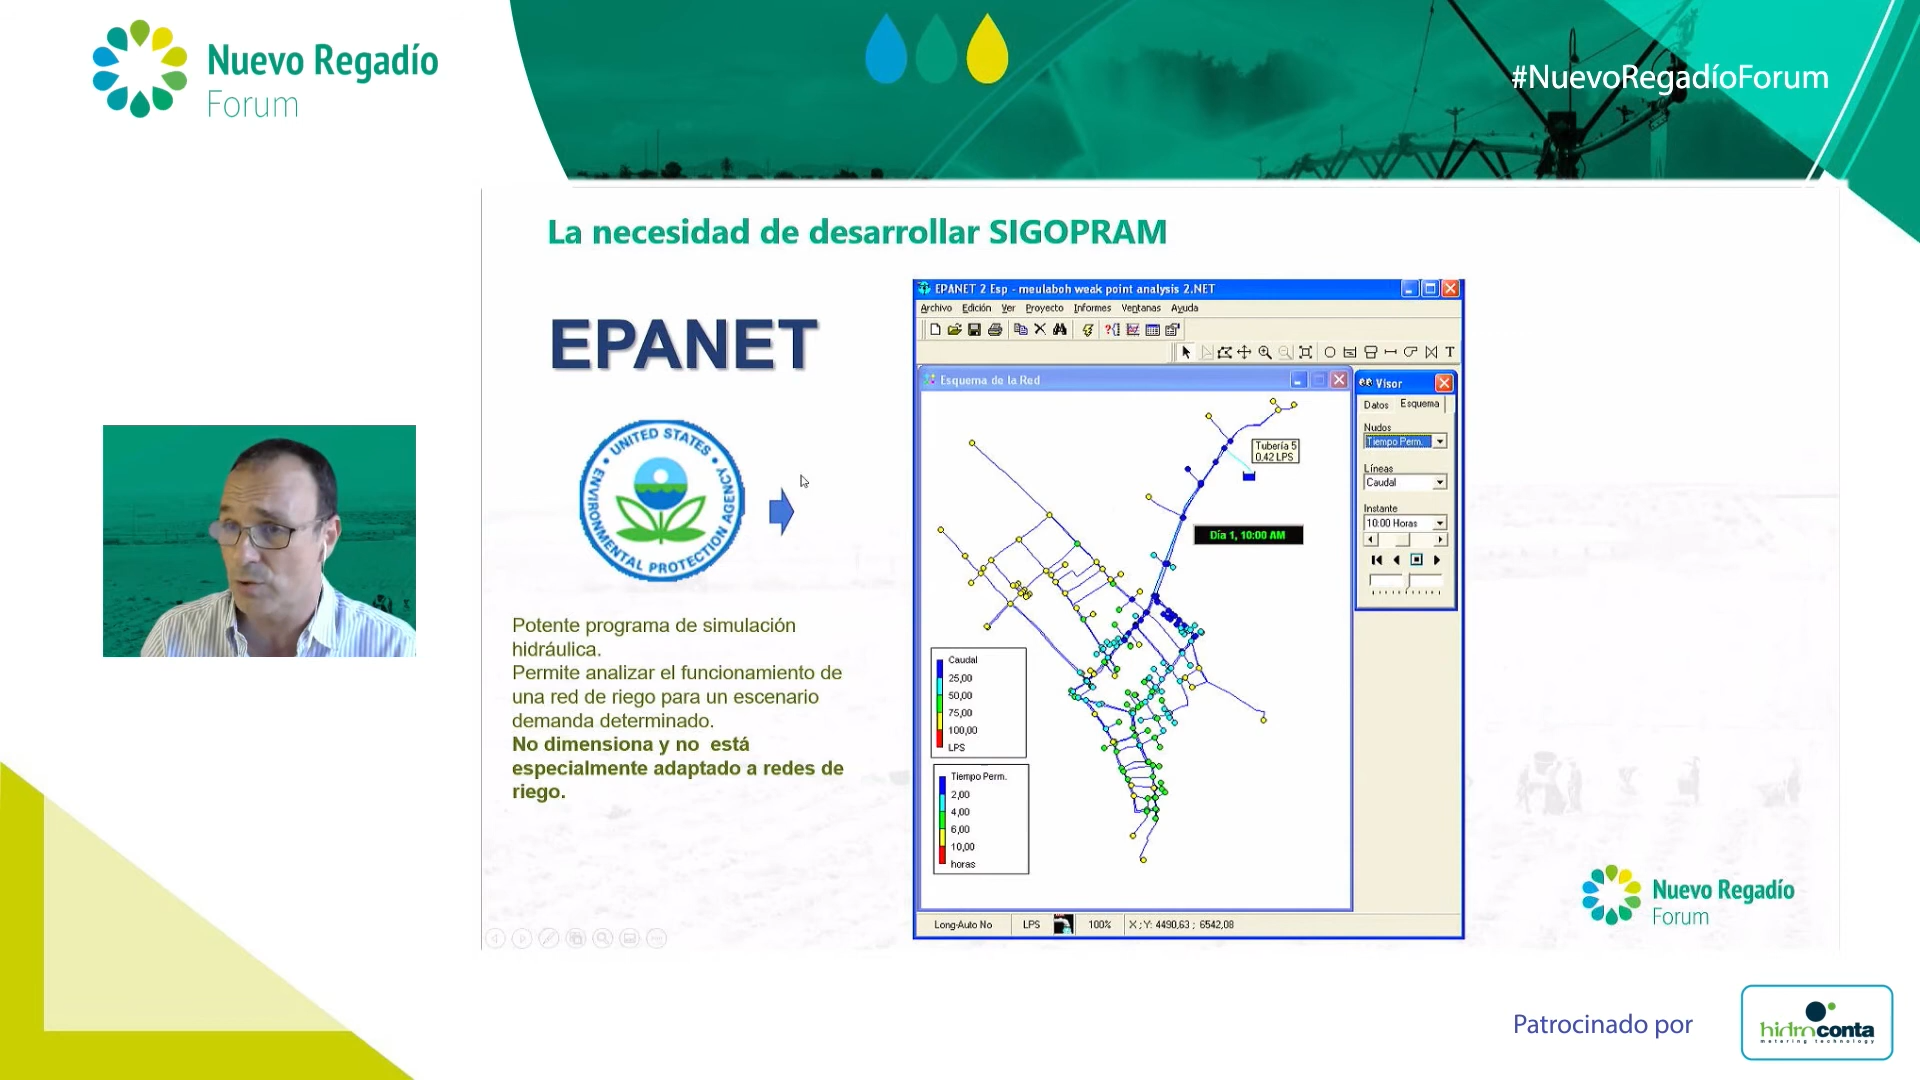 Nuevo Regadío
Forum
#NuevoRegadíoForum
La necesidad de desarrollar SIGOPRAM
EPANET
UNITED STATES
ENVIRONMENTAL PROTECTION AGENCY
Potente programa de simulación
hidráulica.
Permite analizar el funcionamiento de
una red de riego para un escenario
demanda determinado.
No dimensiona y no está
especialmente adaptado a redes de
riego.
EPANET 2 Esp - meulaboh weak point analysis 2.NET
Archivo Edición Ver Proyecto Informes Ventanas Ayuda
T
Esquema de la Red
Tubería 5
0.42 LPS
Día 1, 10:00 AM
Caudal
25,00
50,00
75,00
100,00
LPS
Tiempo Perm.
2,00
4,00
6,00
10,00
horas
Visor
Datos Esquema
Nudos
Tiempo Perm.
Líneas
Caudal
Instante
10:00 Horas
Long-Auto No LPS 100% X ; Y: 4490,63 ; 6542,08
Nuevo Regadío
Forum
Patrocinado por
hidroconta
metering technology